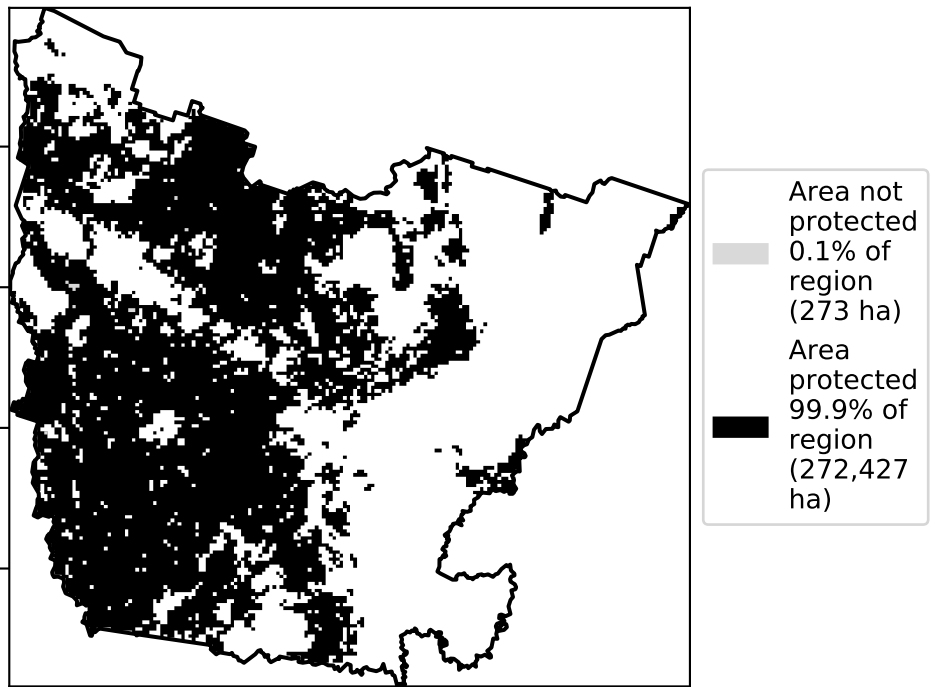 Area not
protected
0.1% of
region
(273 ha)
Area
protected
99.9% of
region
(272,427
ha)